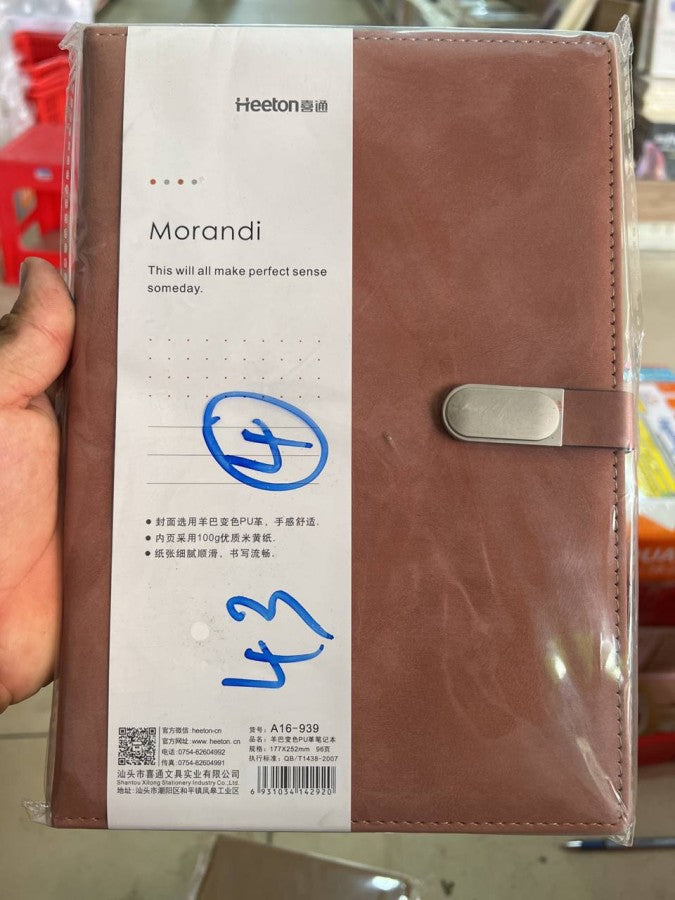 Heeton喜通
Morandi
This will all make perfect sense
someday.
4
● 封面选用羊巴变色PU革，手感舒适.
● 内页采用100g优质米黄纸.
● 纸张细腻顺滑，书写流畅.
43
官方微信: heeton-cn
官方网址: www. heeton. cn
电话: 0754-82604992
传真: 0754-82604991
汕头市喜通文具实业有限公司
Shantou Xitong Stationery Industry Co., Ltd.
地址: 汕头市潮阳区和平镇凤皋工业区
货号: A16-939
品名: 羊巴变色PU革笔记本
规格: 177X252mm 96页
执行标准: QB/T1438-2007
6 931034 142920